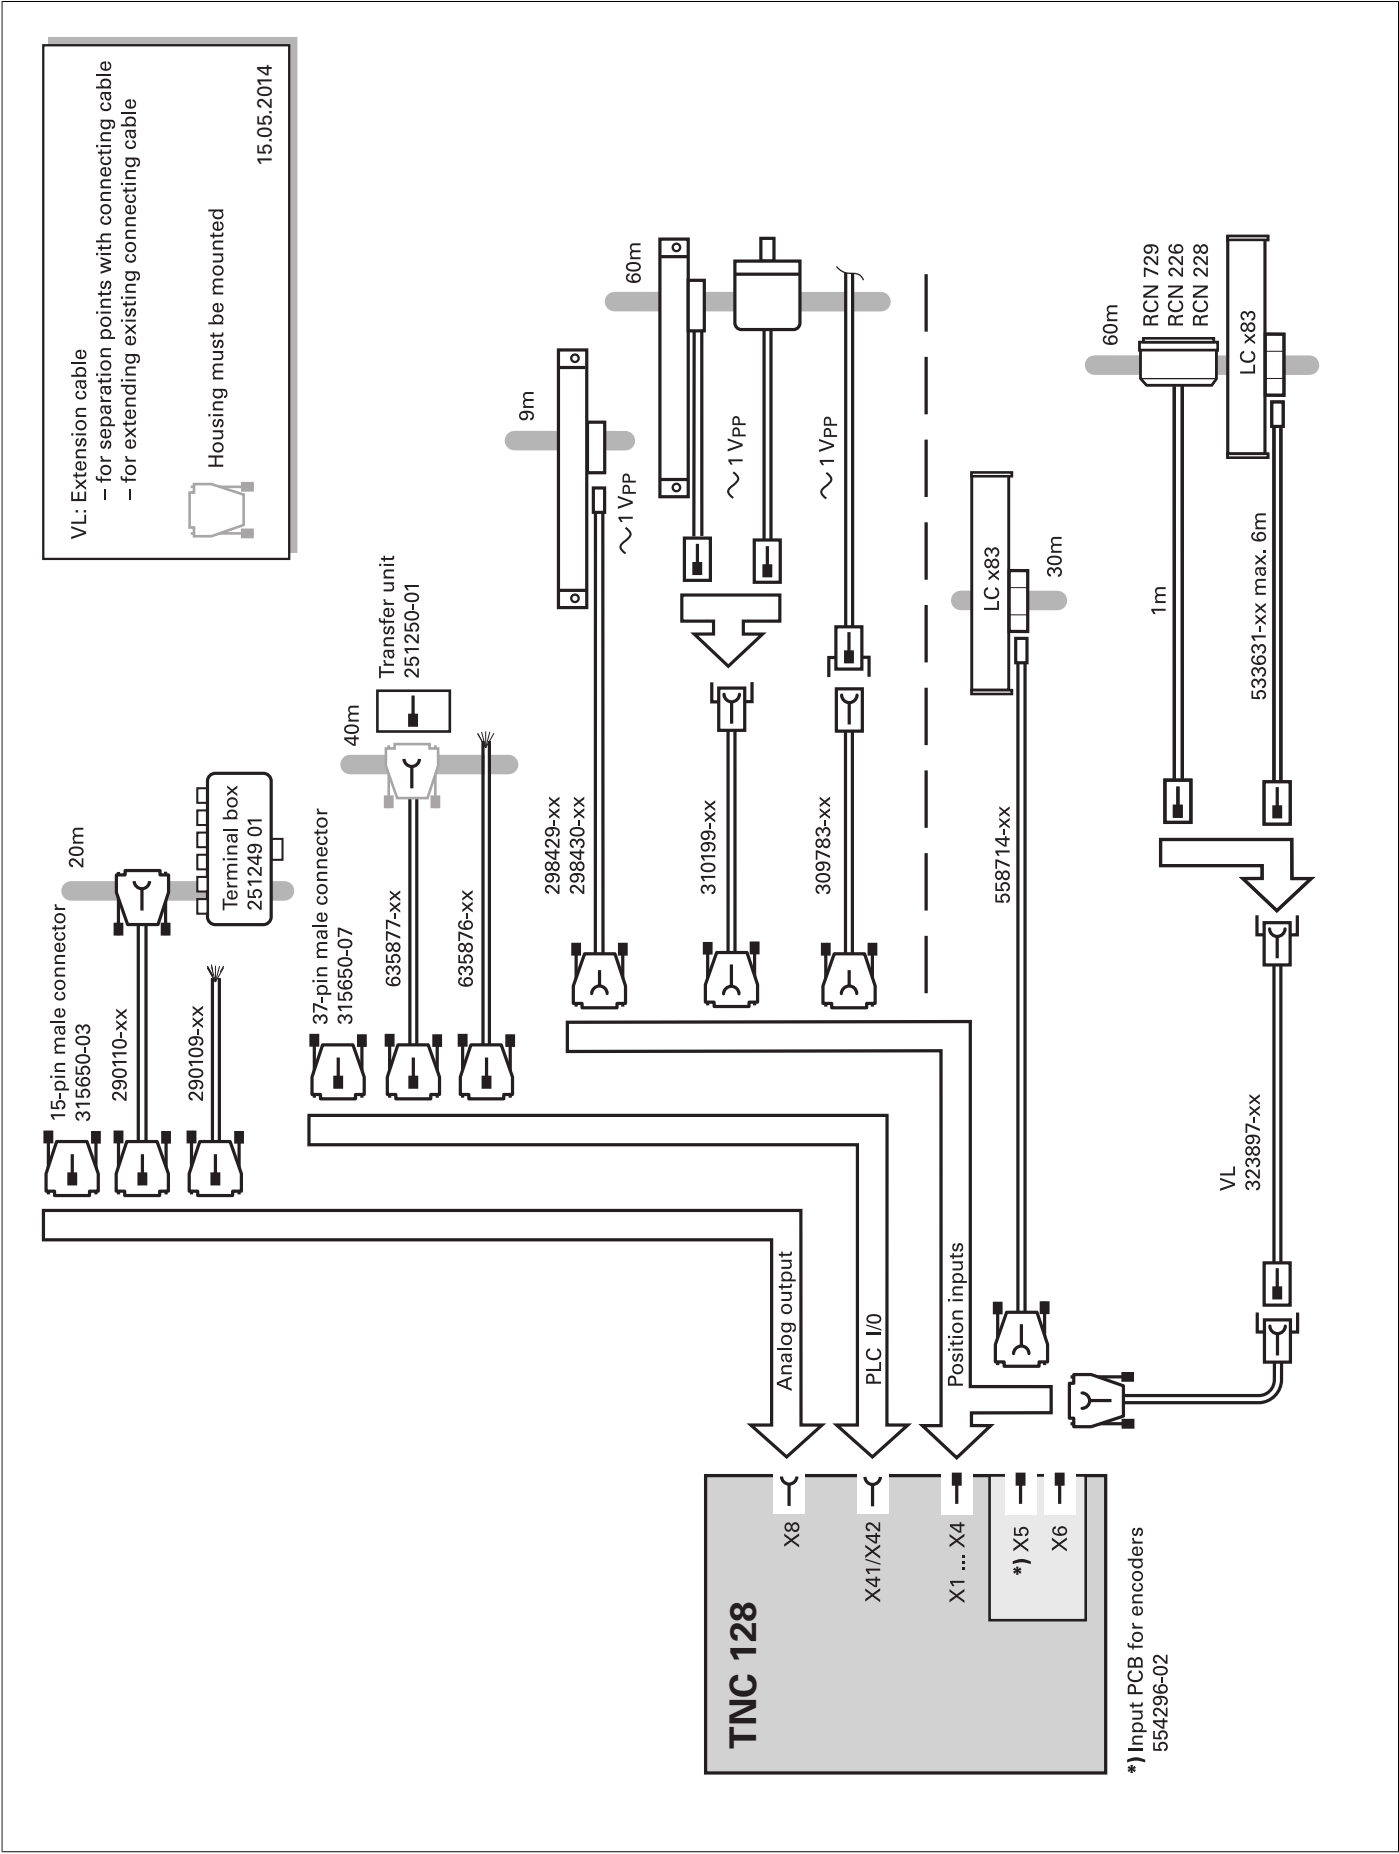 VL: Extension cable
– for separation points with connecting cable
– for extending existing connecting cable
Housing must be mounted
15.05.2014
15-pin male connector
315650-03
20m
290110-xx
290109-xx
Terminal box
251249 01
37-pin male connector
315650-07
40m
Transfer unit
251250-01
635877-xx
635876-xx
9m
298429-xx
298430-xx
~ 1 VPP
60m
310199-xx
~ 1 VPP
309783-xx
~ 1 VPP
LC x83
30m
558714-xx
60m
RCN 729
RCN 226
RCN 228
1m
LC x83
533631-xx max. 6m
VL
323897-xx
Analog output
PLC I/0
Position inputs
TNC 128
X8
X41/X42
X1 ... X4
*) X5
X6
*) Input PCB for encoders
554296-02